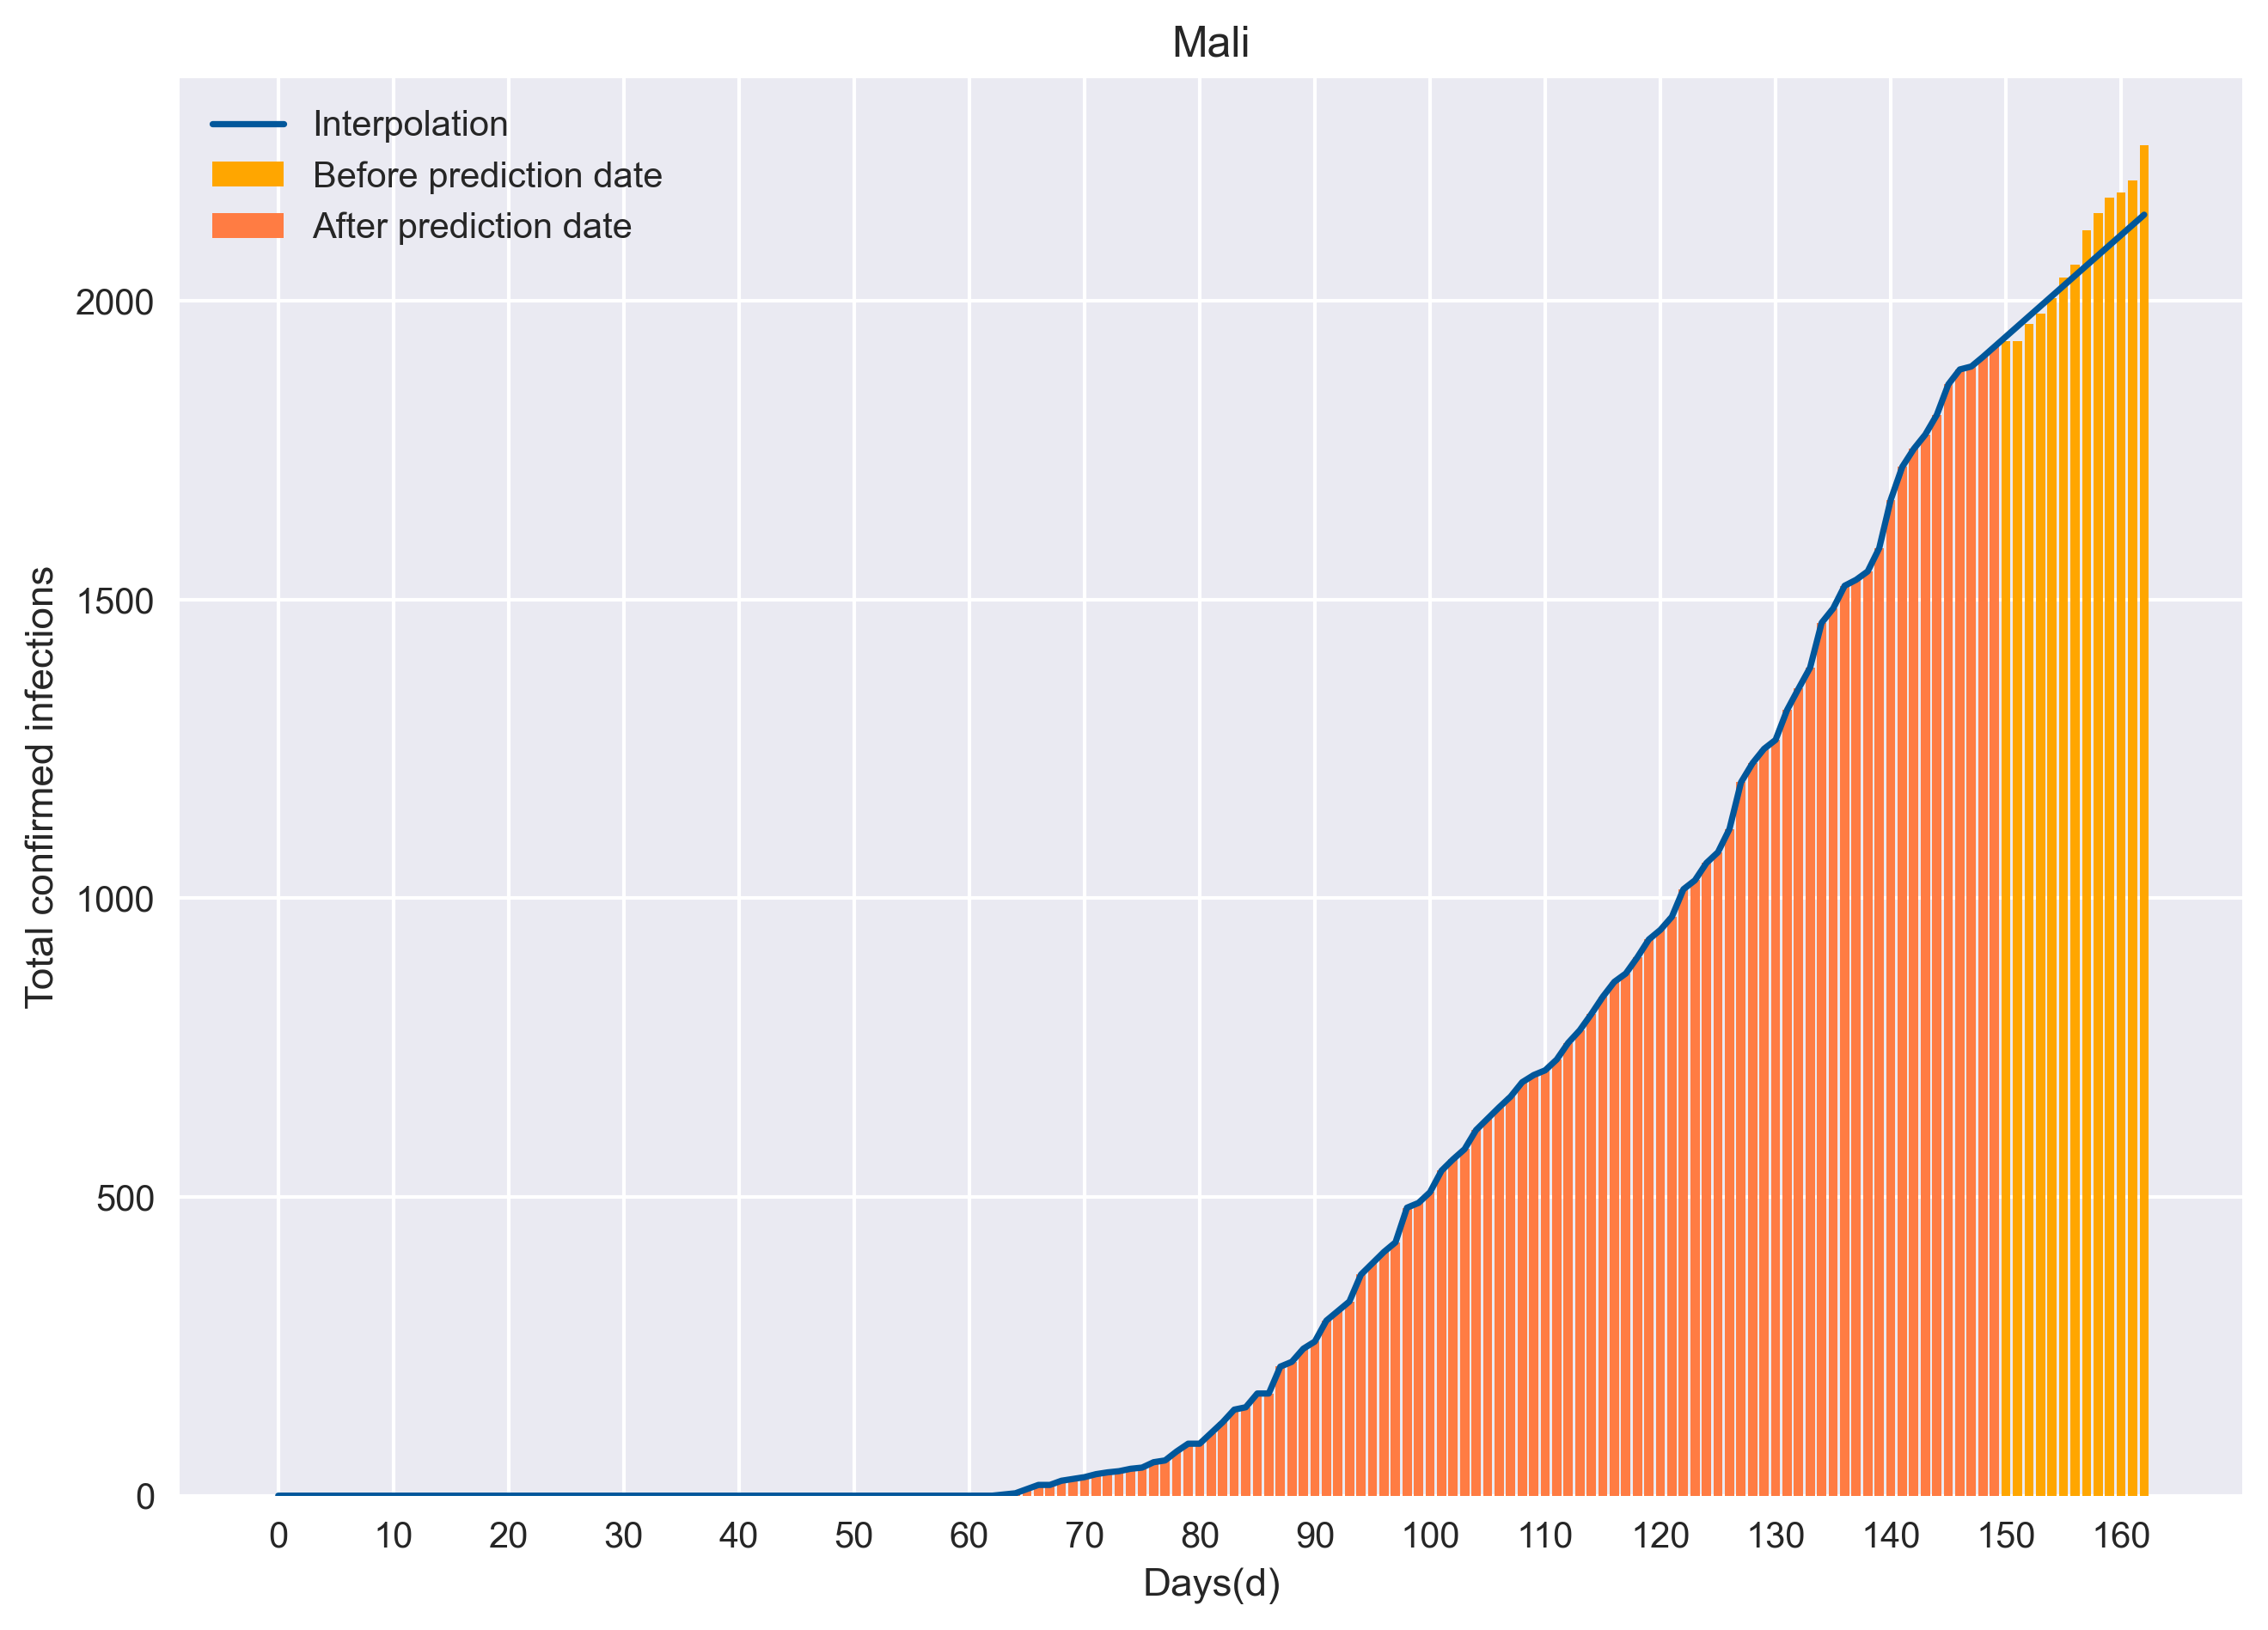 Mali
Interpolation
Before prediction date
After prediction date
Total confirmed infections
2000
1500
1000
500
0
0 10 20 30 40 50 60 70 80 90 100 110 120 130 140 150 160
Days(d)